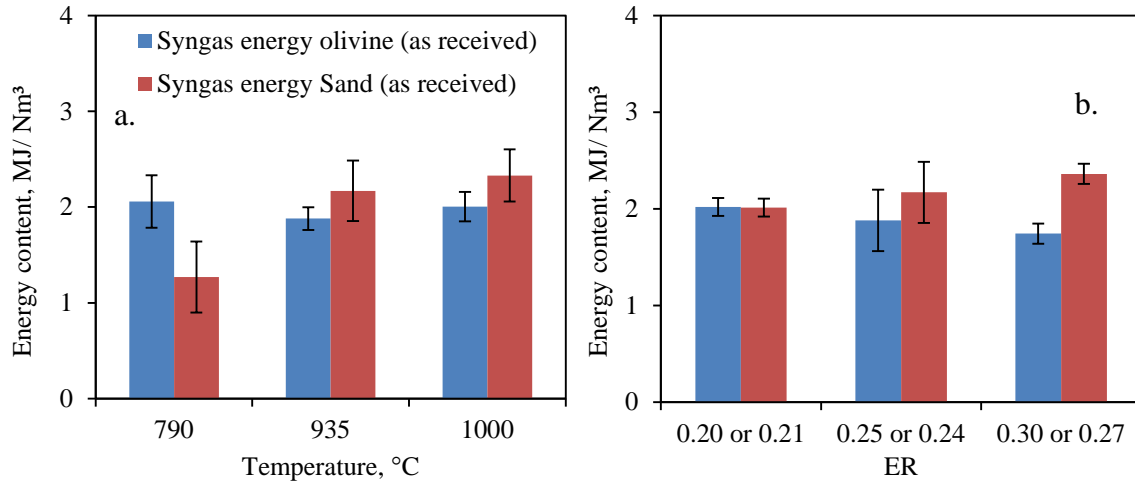 Energy content, MJ/ Nm³
4
3
2
1
0
Syngas energy olivine (as received)
Syngas energy Sand (as received)
a.
790 935 1000
Temperature, °C
Energy content, MJ/ Nm³
4
3
2
1
0
b.
0.20 or 0.21 0.25 or 0.24 0.30 or 0.27
ER